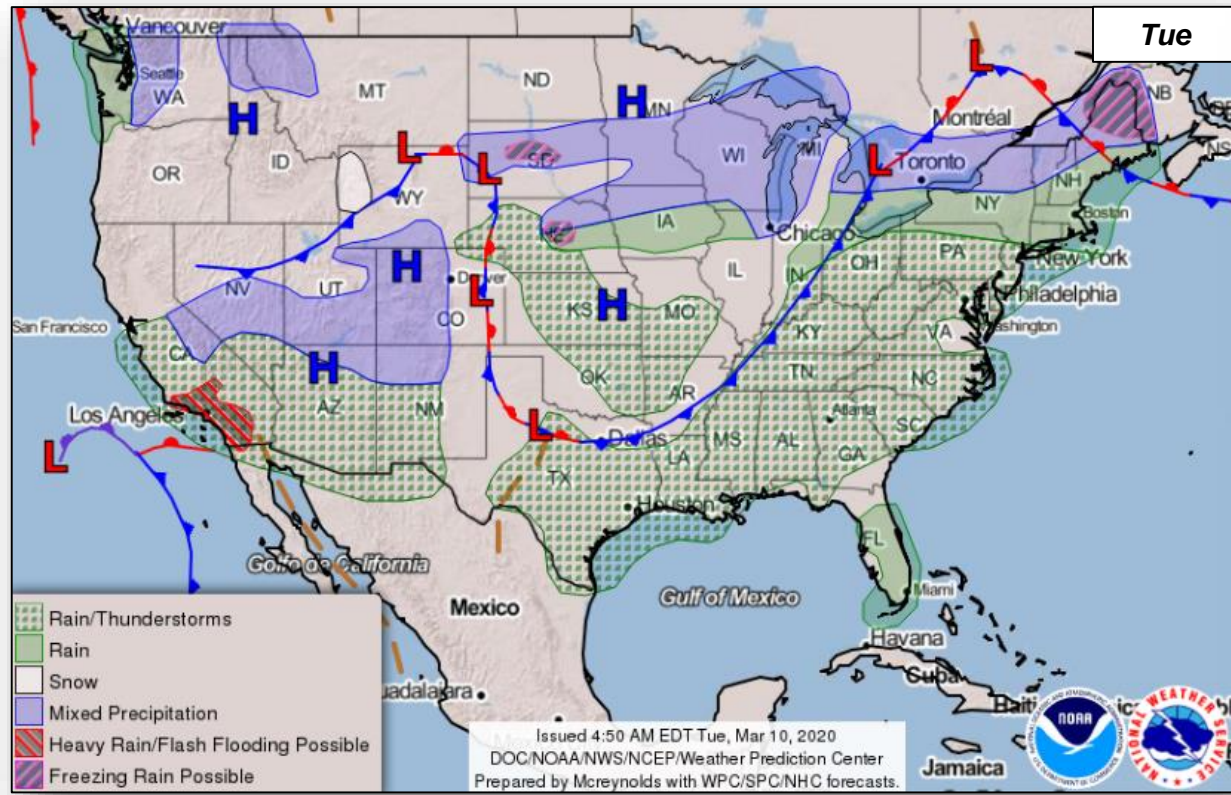 Tue
Vancouver
Seattle
WA
MT
ND
MN
Montréal
NB
NS
OR
ID
WY
SD
WI
MI
Toronto
NH
NY
Boston
IA
Chicago
NV
UT
Denver
CO
KS
MO
IL
IN
OH
PA
New York
Philadelphia
San Francisco
CA
AZ
NM
OK
AR
KY
TN
VA
NC
SC
Los Angeles
Dallas
TX
LA
MS
AL
Atlanta
GA
Houston
FL
Miami
Golfo de California
Mexico
Gulf of Mexico
Havana
Cuba
Jamaica
H
H
H
H
H
L
L
L
L
L
L
L
Rain/Thunderstorms
Rain
Snow
Mixed Precipitation
Heavy Rain/Flash Flooding Possible
Freezing Rain Possible
Issued 4:50 AM EDT Tue, Mar 10, 2020
DOC/NOAA/NWS/NCEP/Weather Prediction Center
Prepared by Mcreynolds with WPC/SPC/NHC forecasts.
NOAA
NATIONAL WEATHER SERVICE